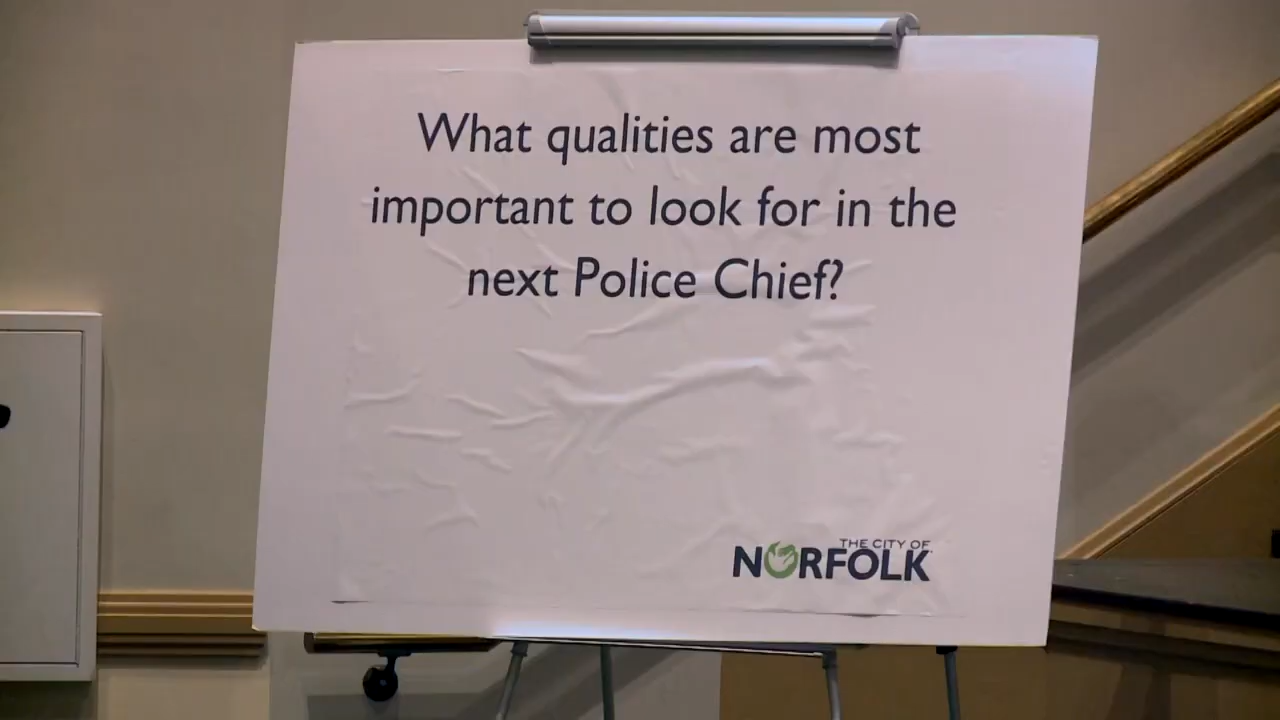 What qualities are most
important to look for in the
next Police Chief?
THE CITY OF
NORFOLK